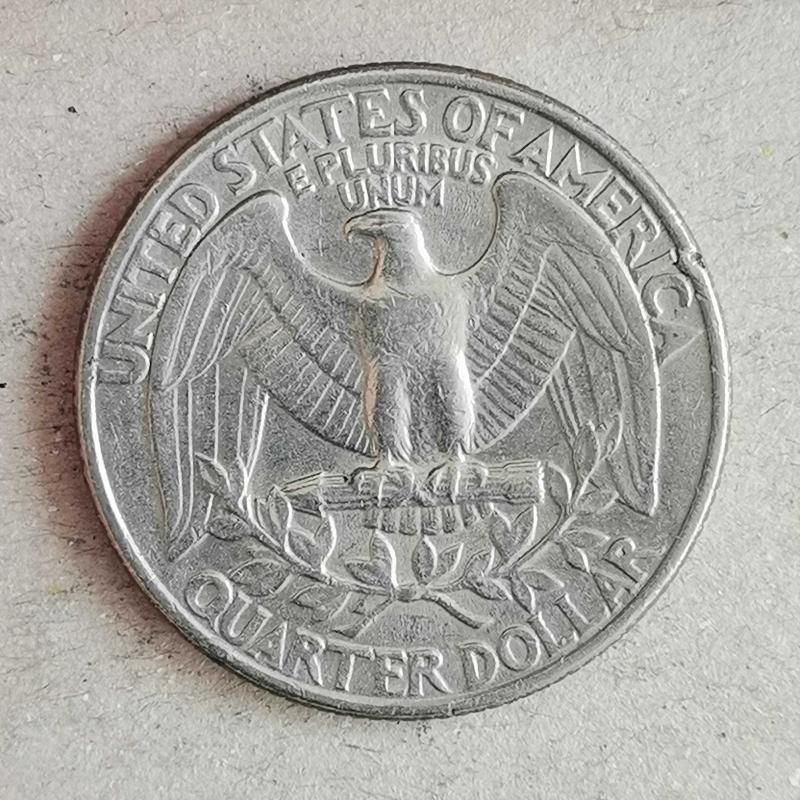 UNITED STATES OF AMERICA
E PLURIBUS
UNUM
QUARTER DOLLAR